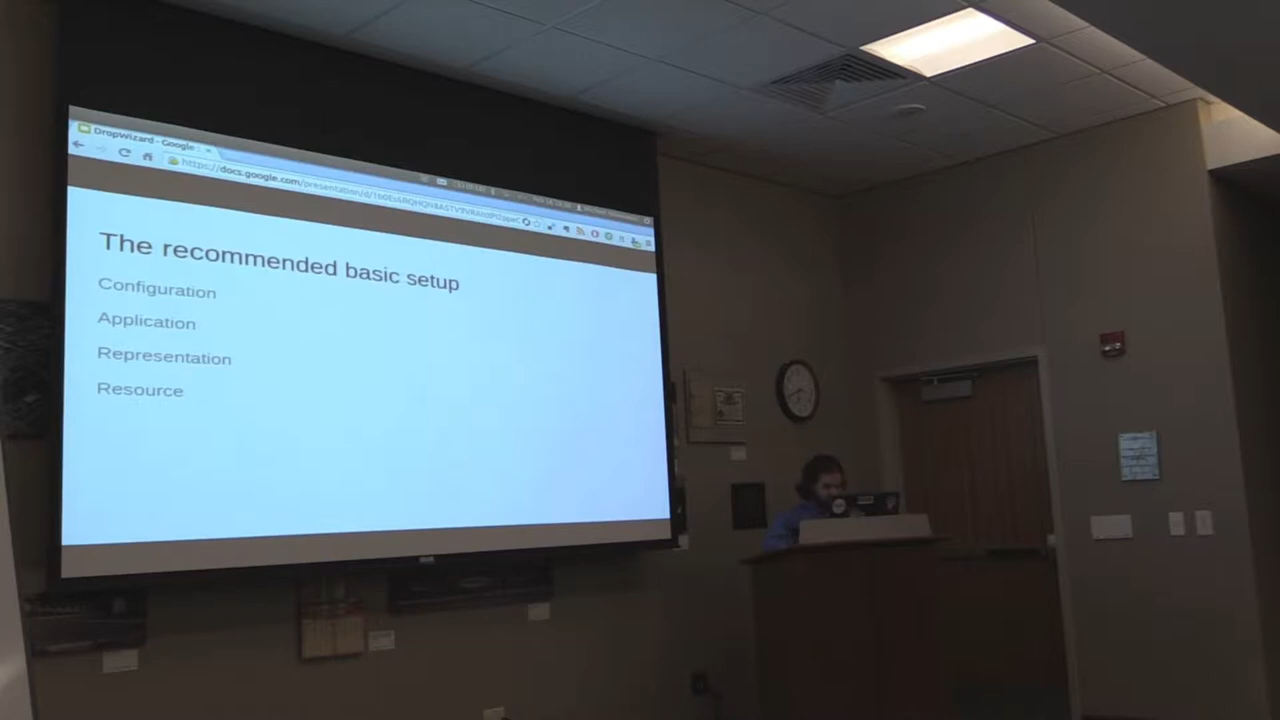 DropWizard - Google
https://docs.google.com/presentation/d/
The recommended basic setup
Configuration
Application
Representation
Resource